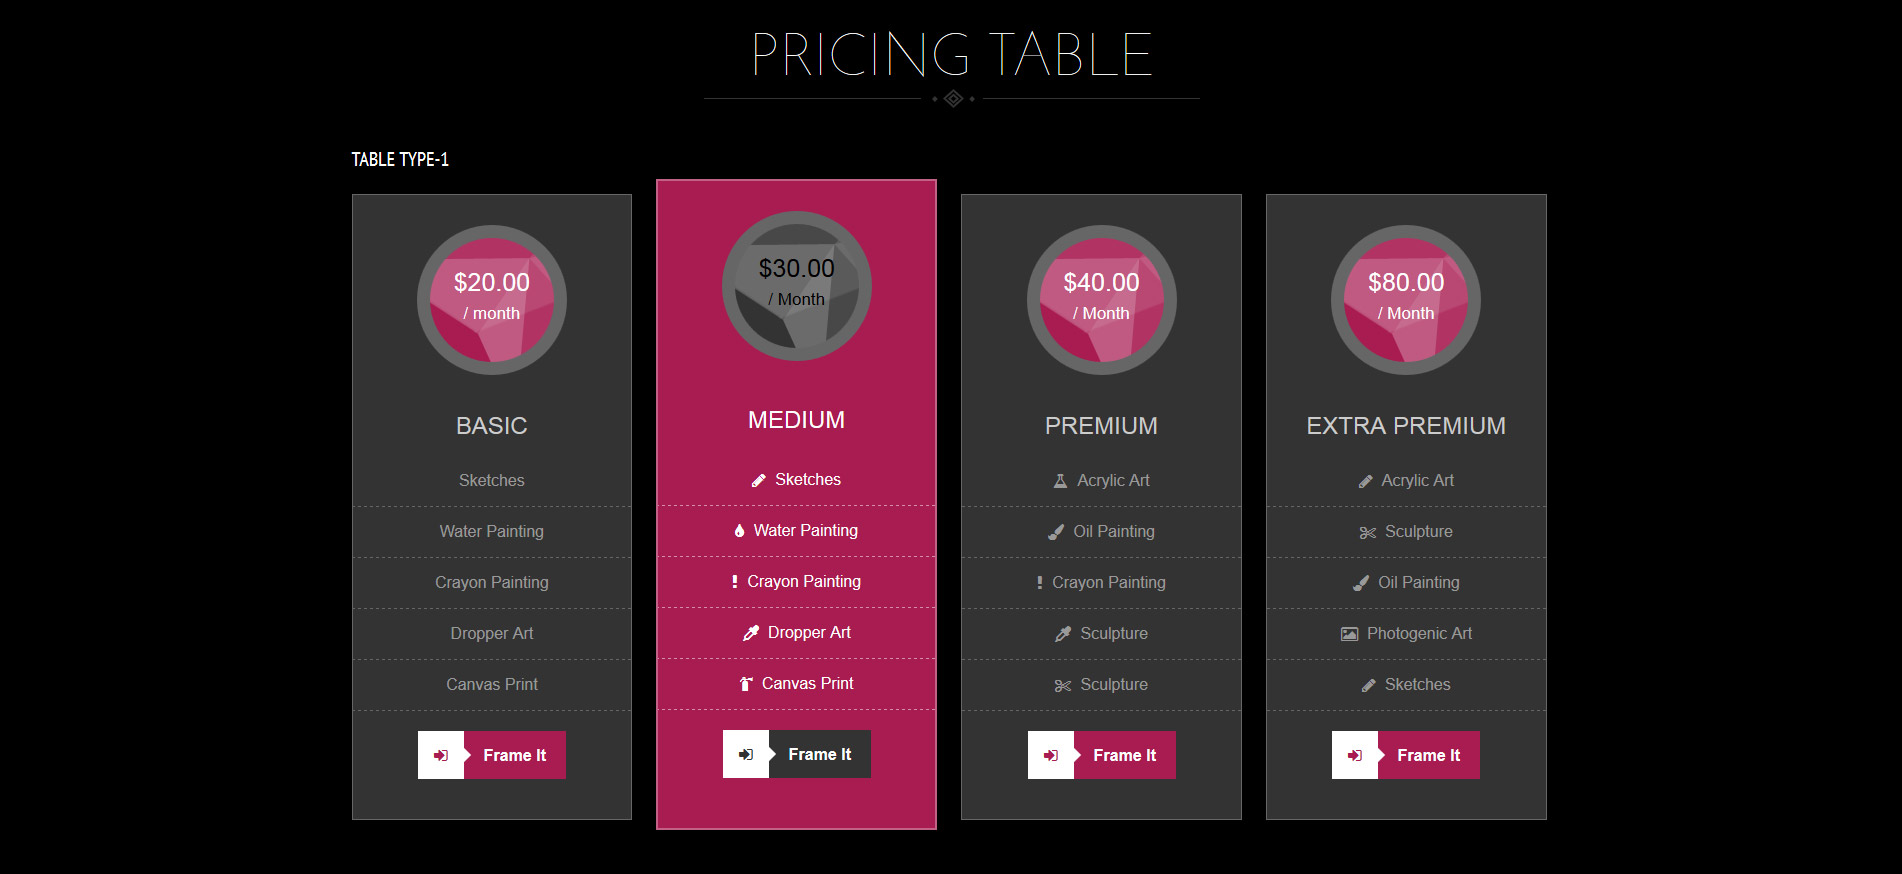 PRICING TABLE
TABLE TYPE-1
$20.00
/ month
BASIC
Sketches
Water Painting
Crayon Painting
Dropper Art
Canvas Print
Frame It
$30.00
/ Month
MEDIUM
Sketches
Water Painting
Crayon Painting
Dropper Art
Canvas Print
Frame It
$40.00
/ Month
PREMIUM
Acrylic Art
Oil Painting
Crayon Painting
Sculpture
Sculpture
Frame It
$80.00
/ Month
EXTRA PREMIUM
Acrylic Art
Sculpture
Oil Painting
Photogenic Art
Sketches
Frame It